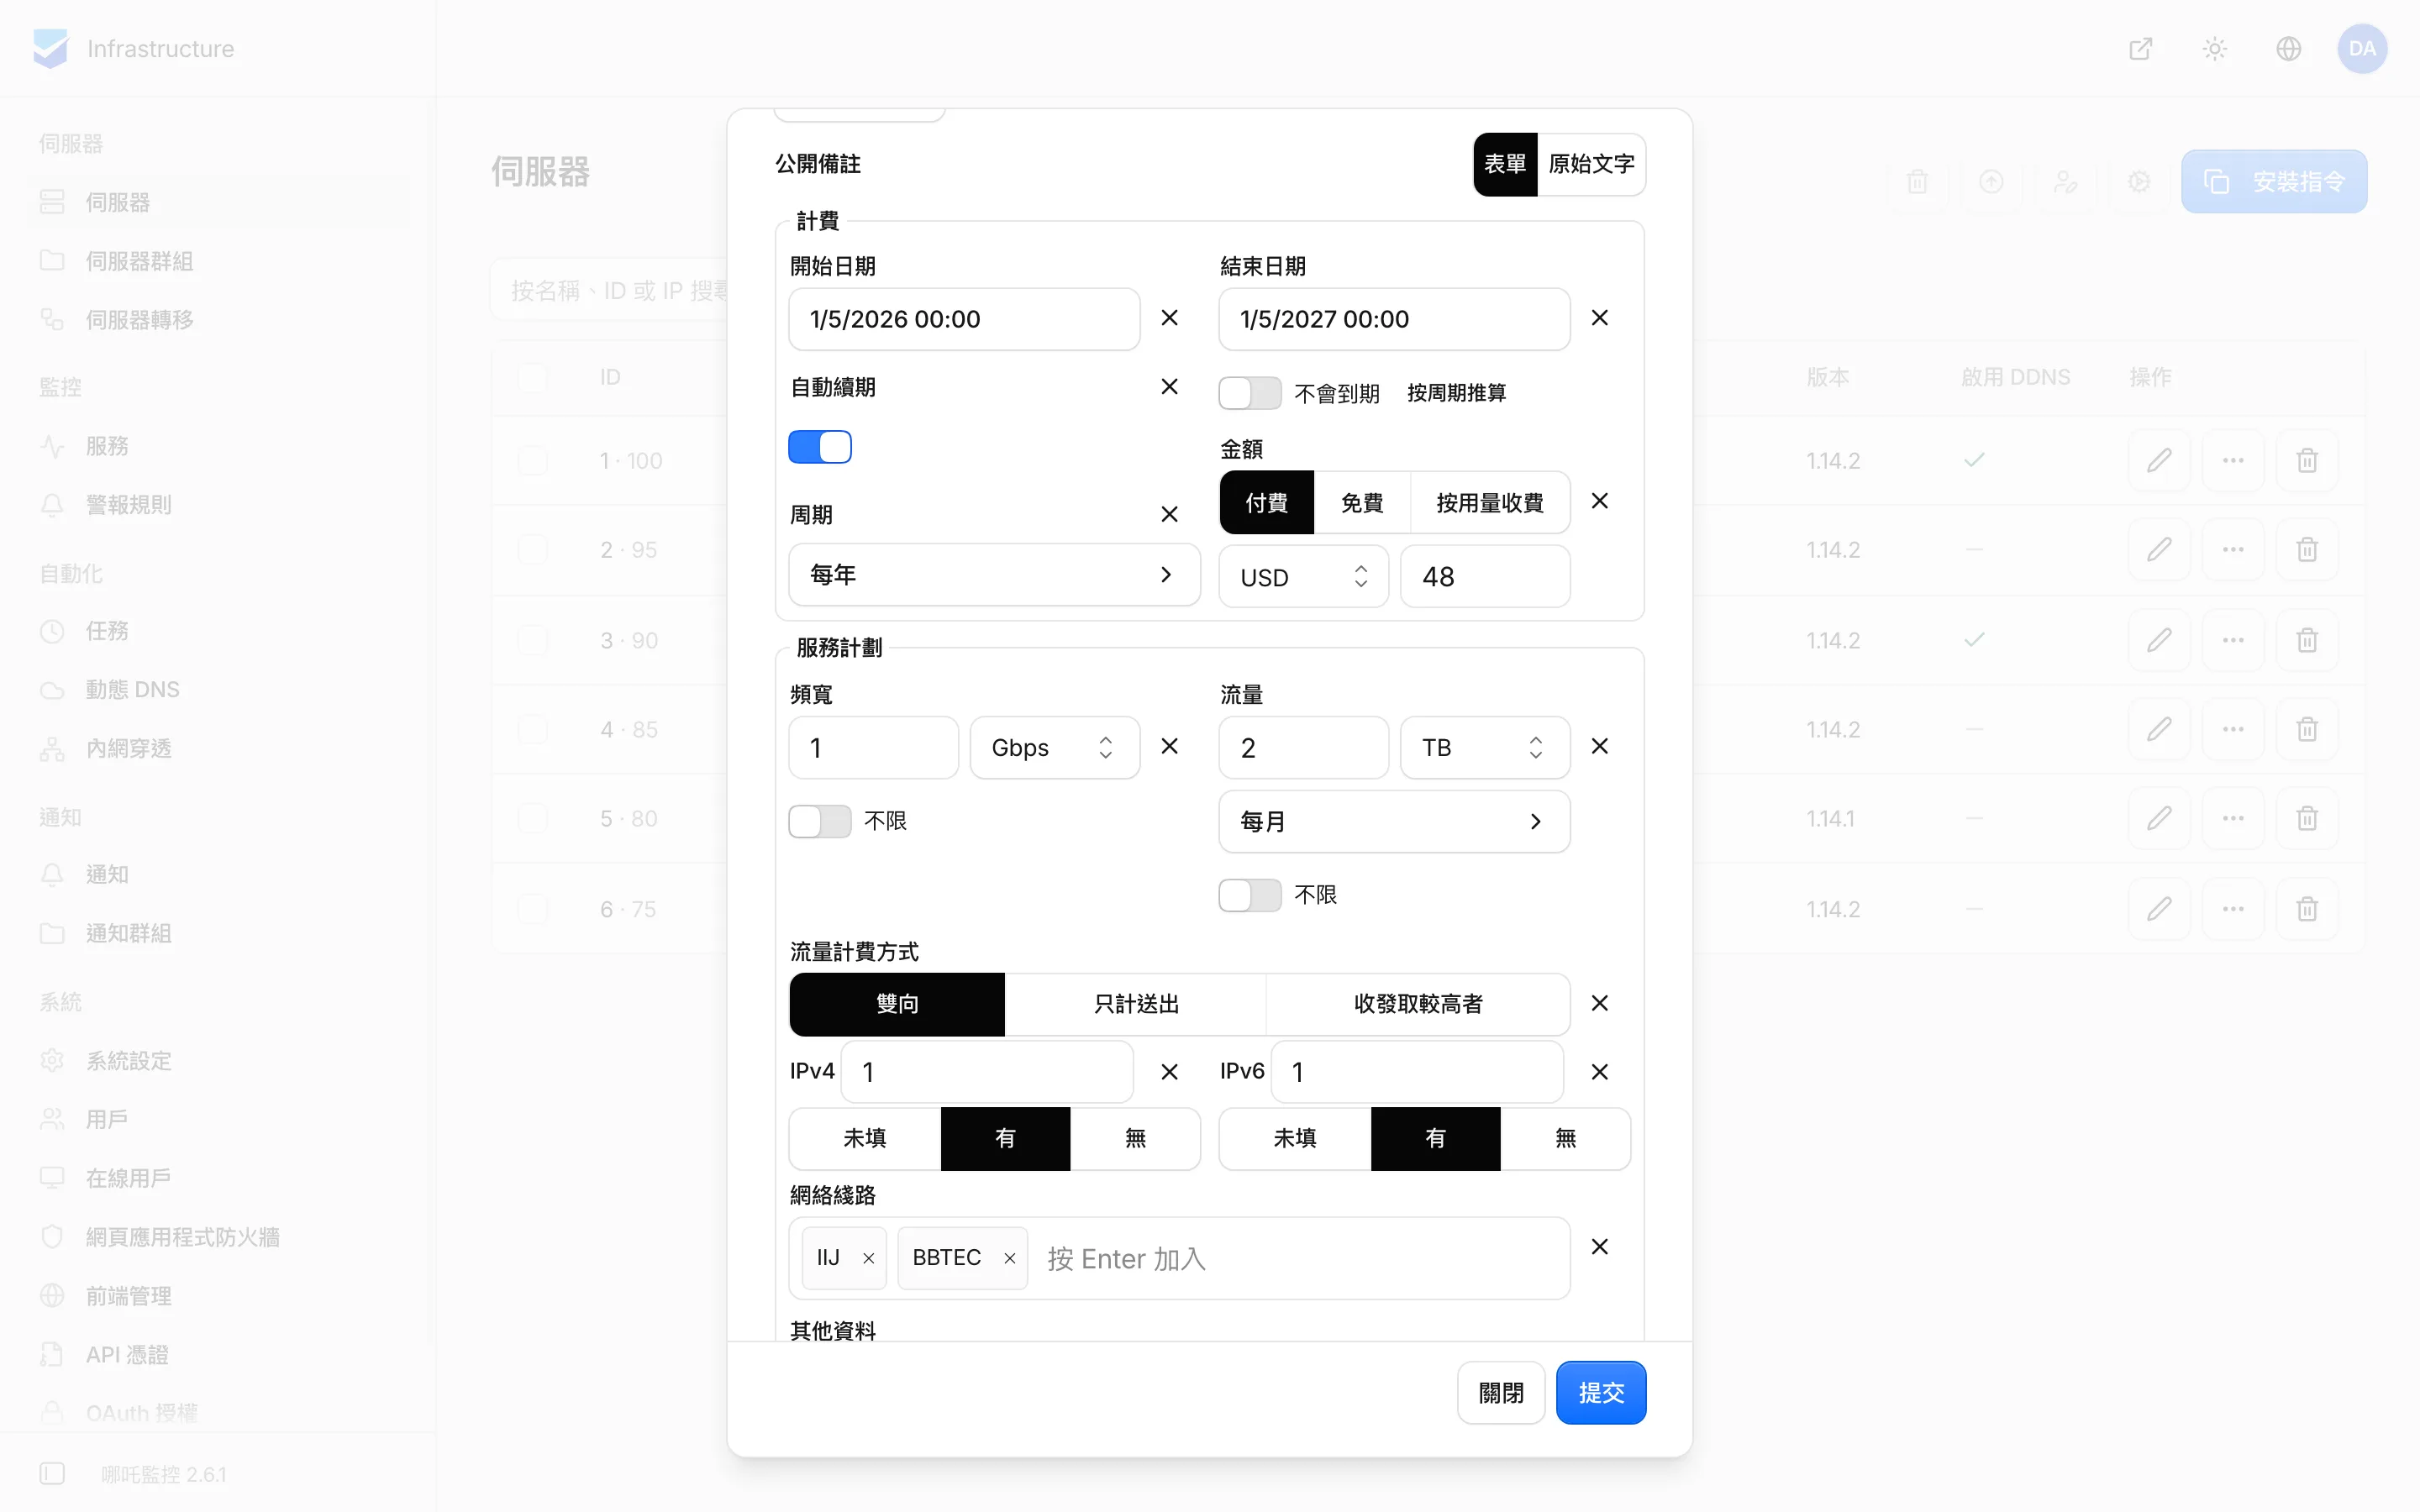 Infrastructure
DA
伺服器
伺服器
伺服器群組
伺服器轉移
監控
服務
警報規則
自動化
任務
動態 DNS
內網穿透
通知
通知
通知群組
系統
系統設定
用戶
在線用戶
網頁應用程式防火牆
前端管理
API 憑證
OAuth 授權
哪吒監控 2.6.1
伺服器
安裝指令
按名稱、ID 或 IP 搜尋
ID
版本
啟用 DDNS
操作
1 · 100
1.14.2
2 · 95
1.14.2
3 · 90
1.14.2
4 · 85
1.14.2
5 · 80
1.14.1
6 · 75
1.14.2
公開備註
表單 原始文字
計費
開始日期
結束日期
1/5/2026 00:00
1/5/2027 00:00
自動續期
不會到期 按周期推算
金額
付費 免費 按用量收費
周期
每年
USD 48
服務計劃
頻寬
流量
1 Gbps
2 TB
不限
每月
不限
流量計費方式
雙向 只計送出 收發取較高者
IPv4 1
IPv6 1
未填 有 無
未填 有 無
網絡綫路
IIJ BBTEC 按 Enter 加入
其他資料
關閉 提交